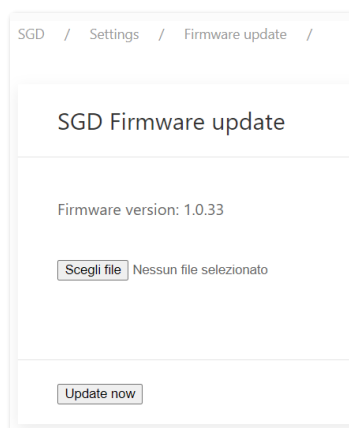 SGD / Settings / Firmware update /
SGD Firmware update
Firmware version: 1.0.33
Scegli file Nessun file selezionato
Update now